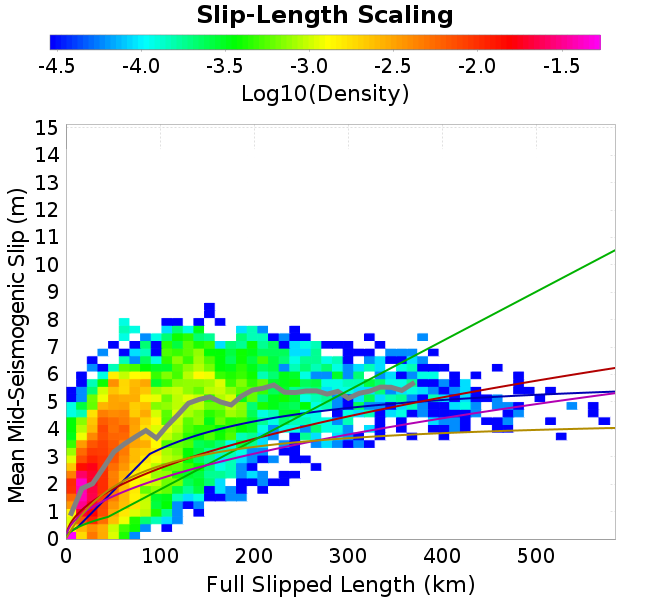 Slip-Length Scaling
-4.5 -4.0 -3.5 -3.0 -2.5 -2.0 -1.5
Log10(Density)
15
14
13
12
11
10
9
8
7
6
5
4
3
2
1
0
Mean Mid-Seismogenic Slip (m)
0 100 200 300 400 500
Full Slipped Length (km)